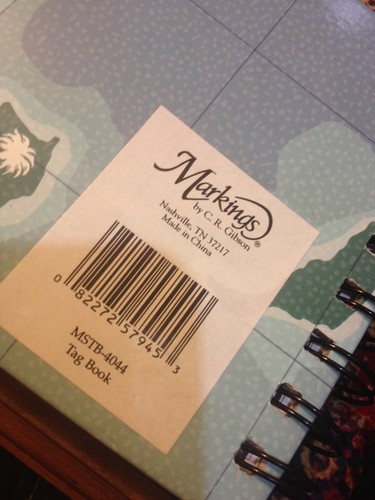 Markings®
by C. R. Gibson
Nashville, TN 37217
Made in China
0 82272 57945 3
MSTB-4044
Tag Book